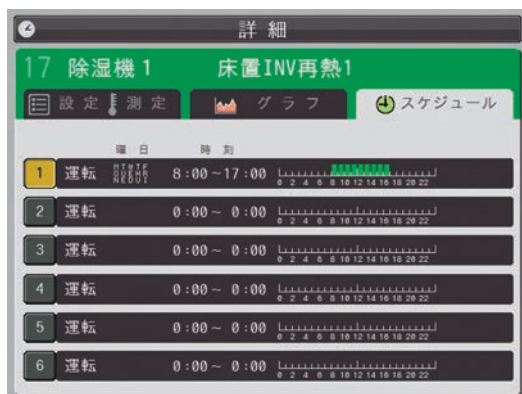 詳細
17 除湿機1 床置INV再熱1
設定 測定 グラフ スケジュール
曜日 時刻
1 運転 MON TUE WED THU FRI 8:00～17:00 0 2 4 6 8 10 12 14 16 18 20 22
2 運転 0:00～ 0:00 0 2 4 6 8 10 12 14 16 18 20 22
3 運転 0:00～ 0:00 0 2 4 6 8 10 12 14 16 18 20 22
4 運転 0:00～ 0:00 0 2 4 6 8 10 12 14 16 18 20 22
5 運転 0:00～ 0:00 0 2 4 6 8 10 12 14 16 18 20 22
6 運転 0:00～ 0:00 0 2 4 6 8 10 12 14 16 18 20 22